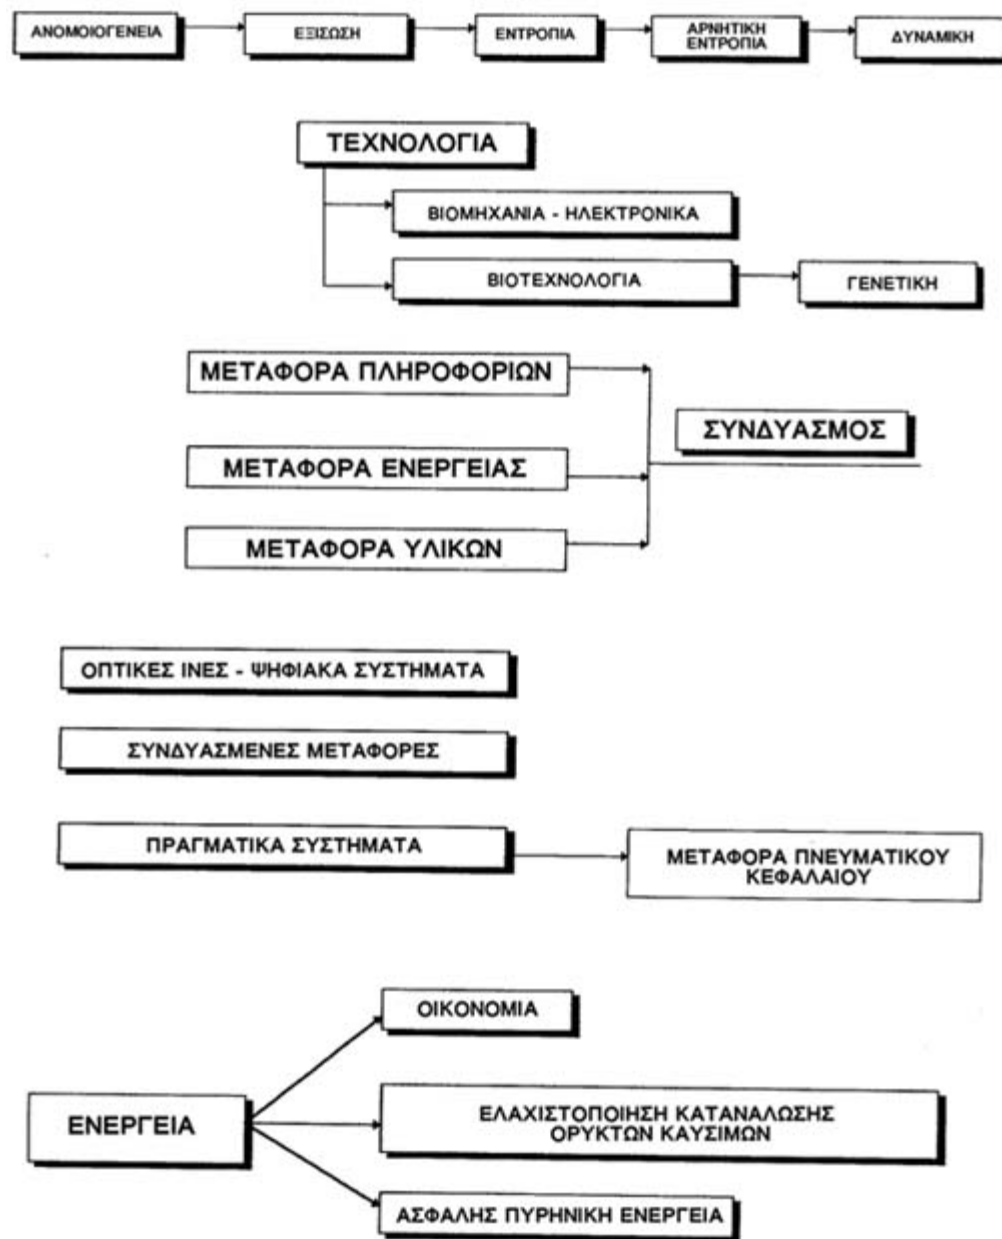 ΑΝΟΜΟΙΟΓΕΝΕΙΑ
ΕΞΙΣΩΣΗ
ΕΝΤΡΟΠΙΑ
ΑΡΝΗΤΙΚΗ
ΕΝΤΡΟΠΙΑ
ΔΥΝΑΜΙΚΗ
ΤΕΧΝΟΛΟΓΙΑ
ΒΙΟΜΗΧΑΝΙΑ - ΗΛΕΚΤΡΟΝΙΚΑ
ΒΙΟΤΕΧΝΟΛΟΓΙΑ
ΓΕΝΕΤΙΚΗ
ΜΕΤΑΦΟΡΑ ΠΛΗΡΟΦΟΡΙΩΝ
ΣΥΝΔΥΑΣΜΟΣ
ΜΕΤΑΦΟΡΑ ΕΝΕΡΓΕΙΑΣ
ΜΕΤΑΦΟΡΑ ΥΛΙΚΩΝ
ΟΠΤΙΚΕΣ ΙΝΕΣ - ΨΗΦΙΑΚΑ ΣΥΣΤΗΜΑΤΑ
ΣΥΝΔΥΑΣΜΕΝΕΣ ΜΕΤΑΦΟΡΕΣ
ΠΡΑΓΜΑΤΙΚΑ ΣΥΣΤΗΜΑΤΑ
ΜΕΤΑΦΟΡΑ ΠΝΕΥΜΑΤΙΚΟΥ
ΚΕΦΑΛΑΙΟΥ
ΟΙΚΟΝΟΜΙΑ
ΕΝΕΡΓΕΙΑ
ΕΛΑΧΙΣΤΟΠΟΙΗΣΗ ΚΑΤΑΝΑΛΩΣΗΣ
ΟΡΥΚΤΩΝ ΚΑΥΣΙΜΩΝ
ΑΣΦΑΛΗΣ ΠΥΡΗΝΙΚΗ ΕΝΕΡΓΕΙΑ